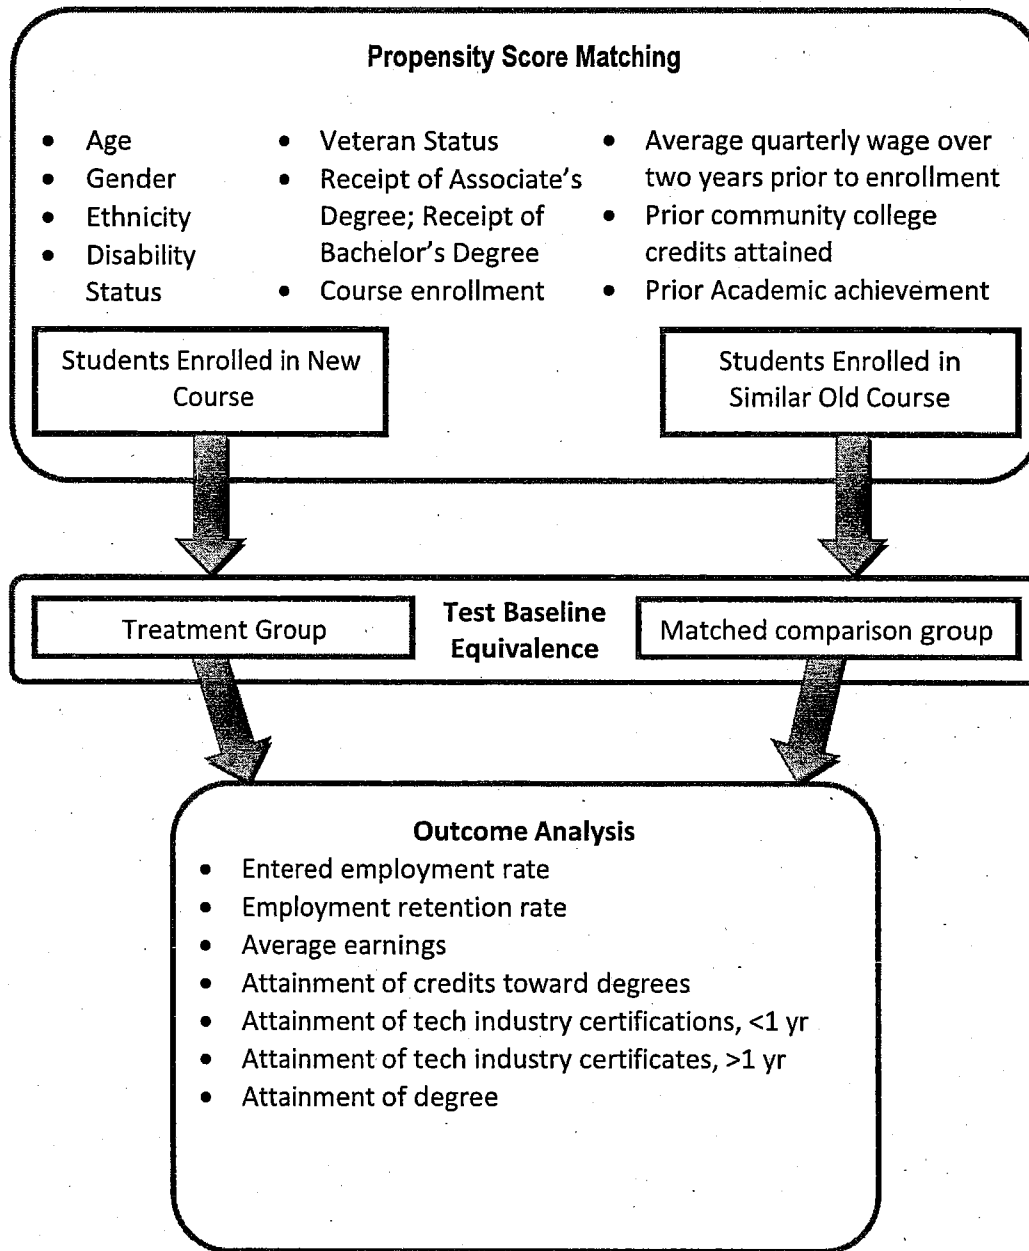 Propensity Score Matching
• Age
• Gender
• Ethnicity
• Disability
Status
• Veteran Status
• Receipt of Associate's
Degree; Receipt of
Bachelor's Degree
• Course enrollment
• Average quarterly wage over
two years prior to enrollment
• Prior community college
credits attained
• Prior Academic achievement
Students Enrolled in New
Course
Students Enrolled in
Similar Old Course
Treatment Group
Test Baseline
Equivalence
Matched comparison group
Outcome Analysis
• Entered employment rate
• Employment retention rate
• Average earnings
• Attainment of credits toward degrees
• Attainment of tech industry certifications, <1 yr
• Attainment of tech industry certificates, >1 yr
• Attainment of degree